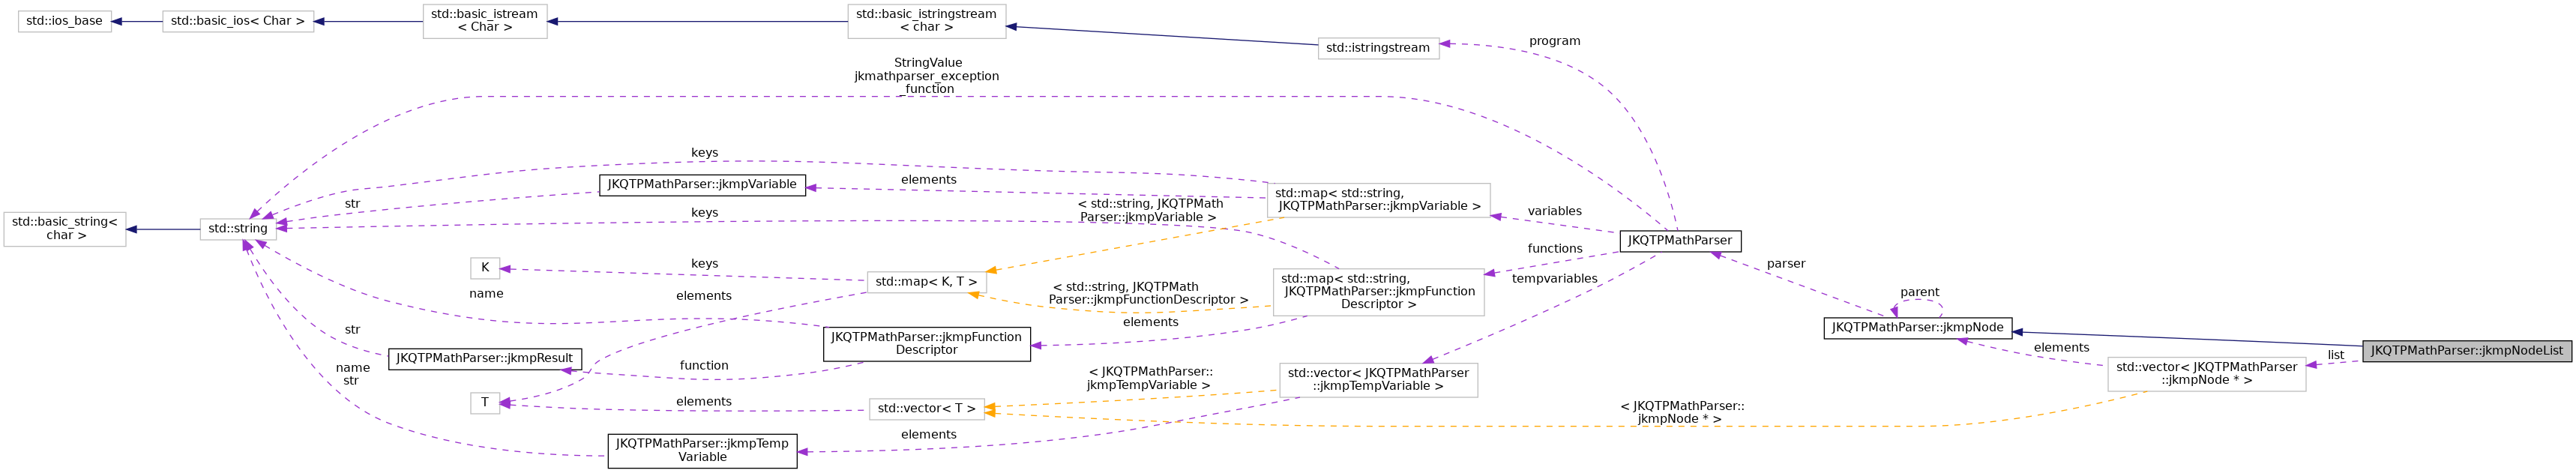 std::ios_base
std::basic_ios< Char >
std::basic_istream
< Char >
std::basic_istringstream
< char >
std::istringstream
program
StringValue
jkmathparser_exception
_function
keys
JKQTPMathParser::jkmpVariable
elements
std::map< std::string,
JKQTPMathParser::jkmpVariable >
str
keys
< std::string, JKQTPMath
Parser::jkmpVariable >
variables
std::basic_string<
char >
std::string
JKQTPMathParser
functions
K
keys
std::map< K, T >
std::map< std::string,
JKQTPMathParser::jkmpFunction
Descriptor >
tempvariables
parser
name
elements
< std::string, JKQTPMath
Parser::jkmpFunctionDescriptor >
parent
str
elements
JKQTPMathParser::jkmpNode
JKQTPMathParser::jkmpResult
JKQTPMathParser::jkmpFunction
Descriptor
elements
list
JKQTPMathParser::jkmpNodeList
function
name
str
< JKQTPMathParser::
jkmpTempVariable >
std::vector< JKQTPMathParser
::jkmpTempVariable >
std::vector< JKQTPMathParser
::jkmpNode * >
T
elements
std::vector< T >
< JKQTPMathParser::
jkmpNode * >
JKQTPMathParser::jkmpTemp
Variable
elements